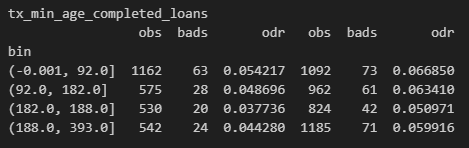 tx_min_age_completed_loans
obs bads odr obs bads odr
bin
(-0.001, 92.0] 1162 63 0.054217 1092 73 0.066850
(92.0, 182.0] 575 28 0.048696 962 61 0.063410
(182.0, 188.0] 530 20 0.037736 824 42 0.050971
(188.0, 393.0] 542 24 0.044280 1185 71 0.059916